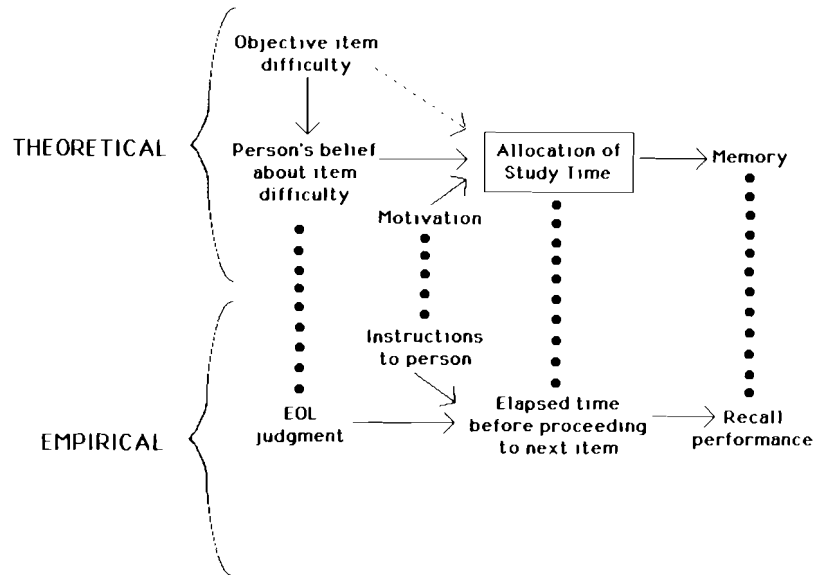 Objective item
difficulty
THEORETICAL
Person's belief
about item
difficulty
Allocation of
Study Time
Memory
Motivation
Instructions
to person
EMPIRICAL
EOL
judgment
Elapsed time
before proceeding
to next item
Recall
performance